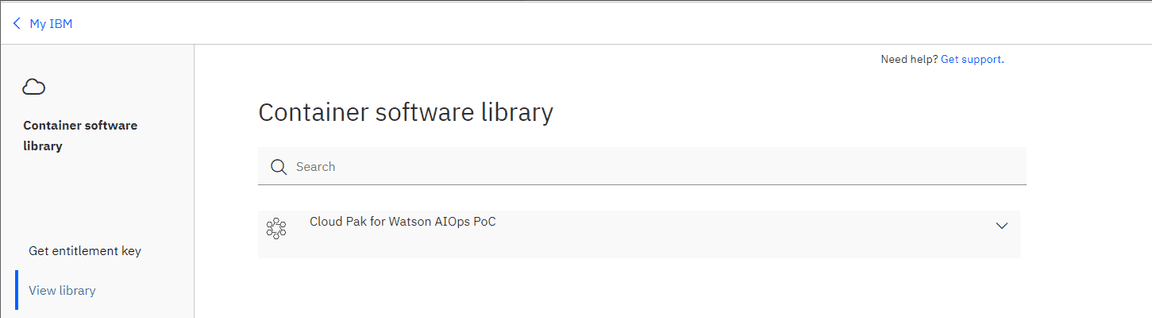 My IBM
Need help? Get support.
Container software
library
Container software library
Search
Cloud Pak for Watson AIOps PoC
Get entitlement key
View library